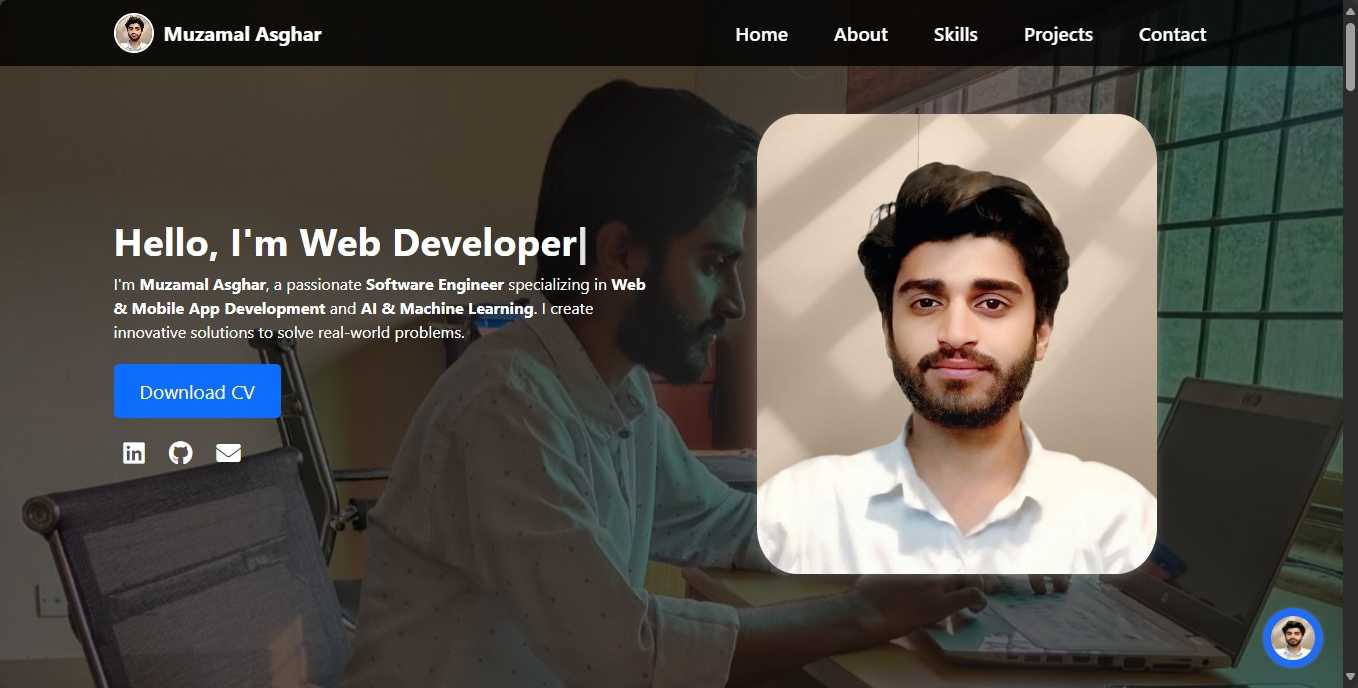 Muzamal Asghar
Home About Skills Projects Contact
Hello, I'm Web Developer|
I'm Muzamal Asghar, a passionate Software Engineer specializing in Web
& Mobile App Development and AI & Machine Learning. I create
innovative solutions to solve real-world problems.
Download CV
in